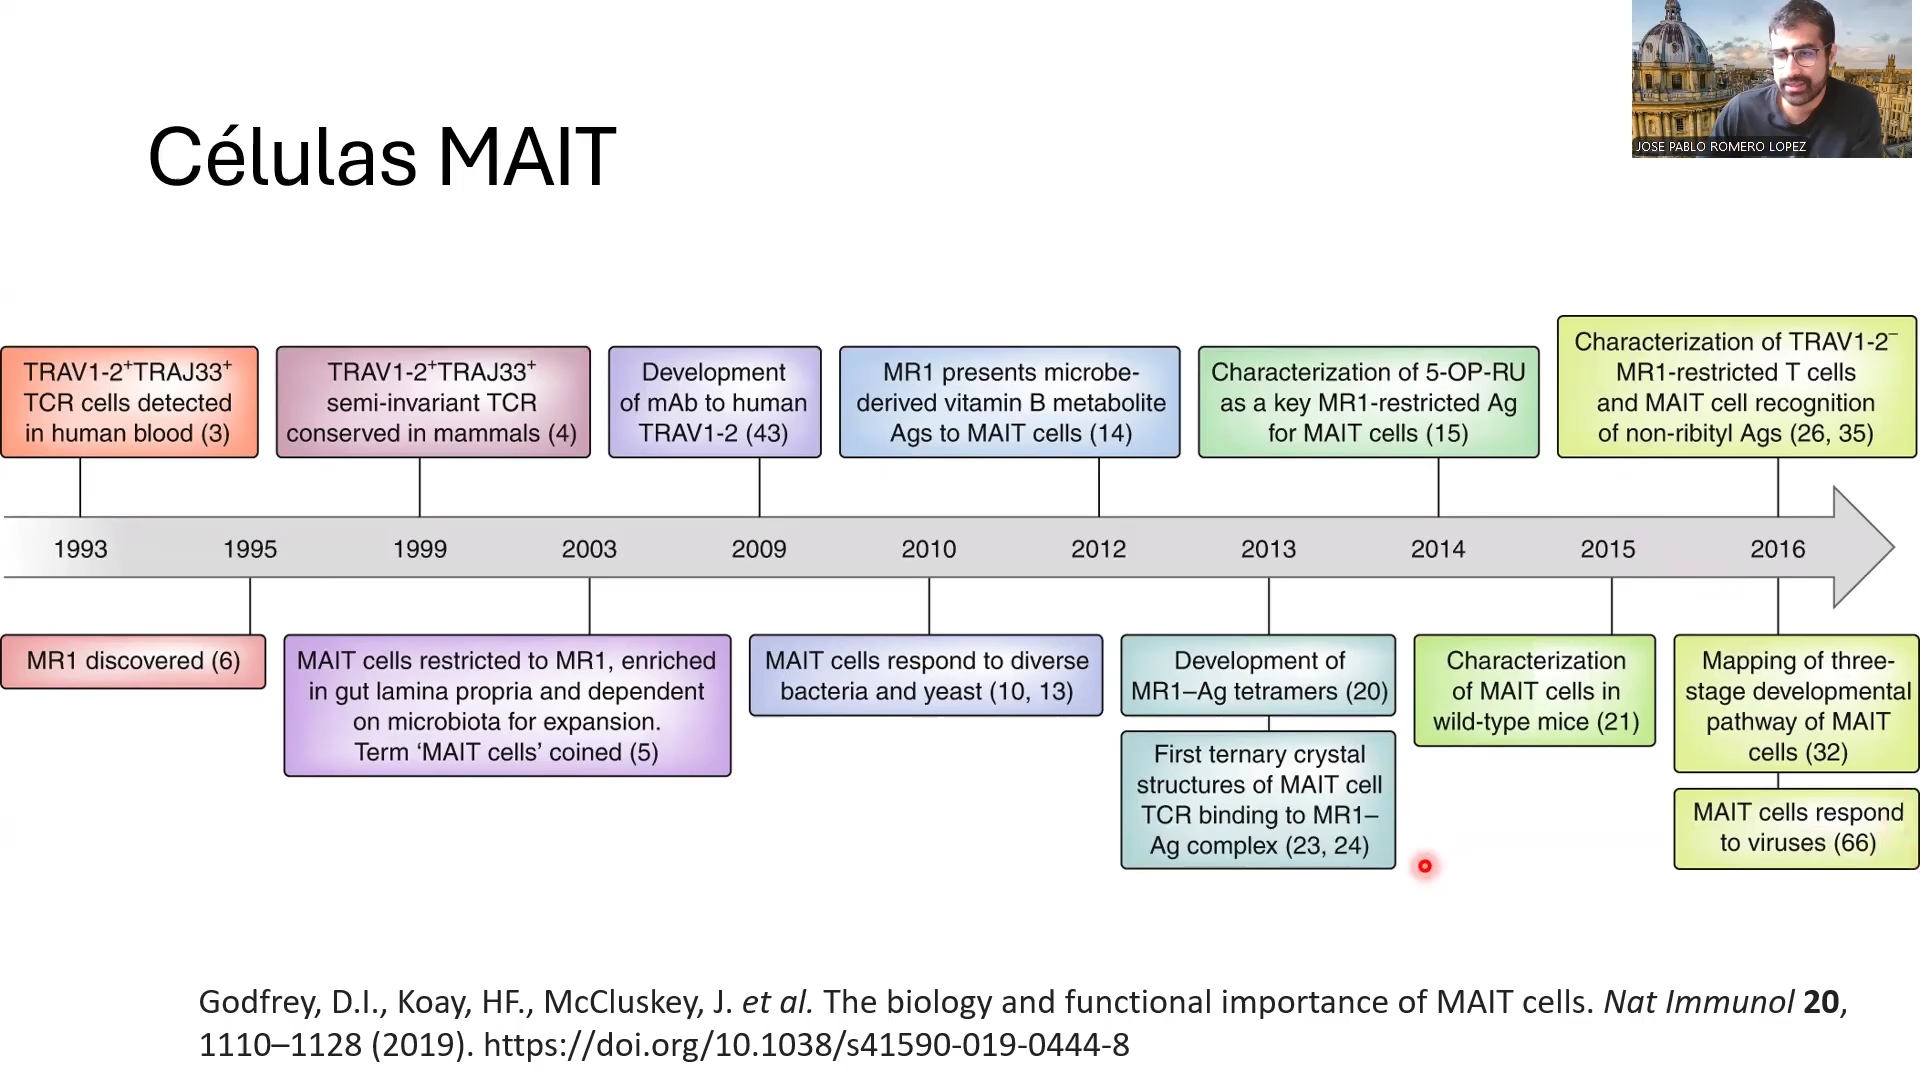 JOSE PABLO ROMERO LOPEZ
Células MAIT
TRAV1-2⁺TRAJ33⁺
TCR cells detected
in human blood (3)
TRAV1-2⁺TRAJ33⁺
semi-invariant TCR
conserved in mammals (4)
Development
of mAb to human
TRAV1-2 (43)
MR1 presents microbe-
derived vitamin B metabolite
Ags to MAIT cells (14)
Characterization of 5-OP-RU
as a key MR1-restricted Ag
for MAIT cells (15)
Characterization of TRAV1-2⁻
MR1-restricted T cells
and MAIT cell recognition
of non-ribityl Ags (26, 35)
1993 1995 1999 2003 2009 2010 2012 2013 2014 2015 2016
MR1 discovered (6)
MAIT cells restricted to MR1, enriched
in gut lamina propria and dependent
on microbiota for expansion.
Term ‘MAIT cells’ coined (5)
MAIT cells respond to diverse
bacteria and yeast (10, 13)
Development of
MR1–Ag tetramers (20)
First ternary crystal
structures of MAIT cell
TCR binding to MR1–
Ag complex (23, 24)
Characterization
of MAIT cells in
wild-type mice (21)
Mapping of three-
stage developmental
pathway of MAIT
cells (32)
MAIT cells respond
to viruses (66)
Godfrey, D.I., Koay, HF., McCluskey, J. et al. The biology and functional importance of MAIT cells. Nat Immunol 20,
1110–1128 (2019). https://doi.org/10.1038/s41590-019-0444-8